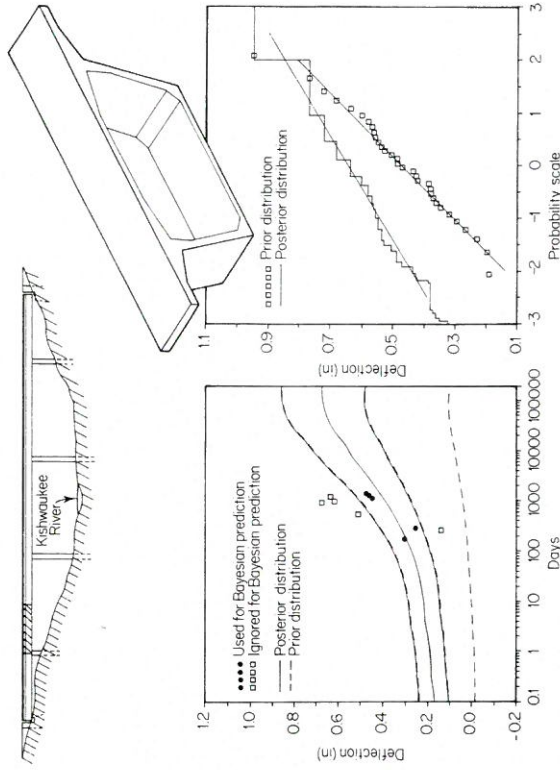 Kishwaukee
River
1.2
1.0
0.8
0.6
0.4
0.2
0.0
-0.2
Deflection (in)
Used for Bayesian prediction
Ignored for Bayesian prediction
Posterior distribution
Prior distribution
0.1 1 10 100 1000 10000 100000
Days
1.1
0.9
0.7
0.5
0.3
0.1
Deflection (in)
Prior distribution
Posterior distribution
-3 -2 -1 0 1 2 3
Probability scale